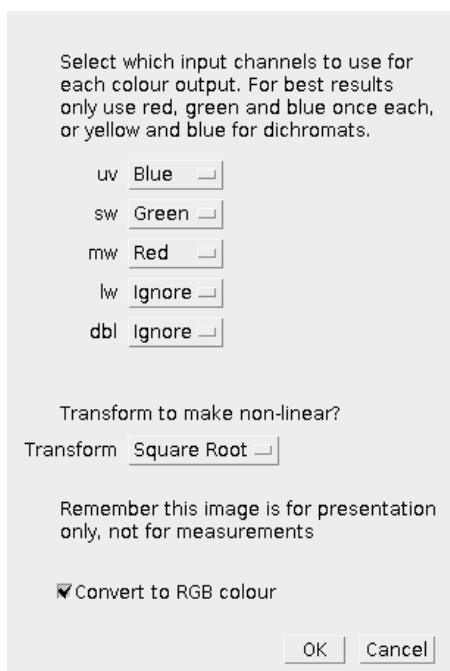 Select which input channels to use for
each colour output. For best results
only use red, green and blue once each,
or yellow and blue for dichromats.
uv Blue
sw Green
mw Red
lw Ignore
dbl Ignore
Transform to make non-linear?
Transform Square Root
Remember this image is for presentation
only, not for measurements
Convert to RGB colour
OK Cancel